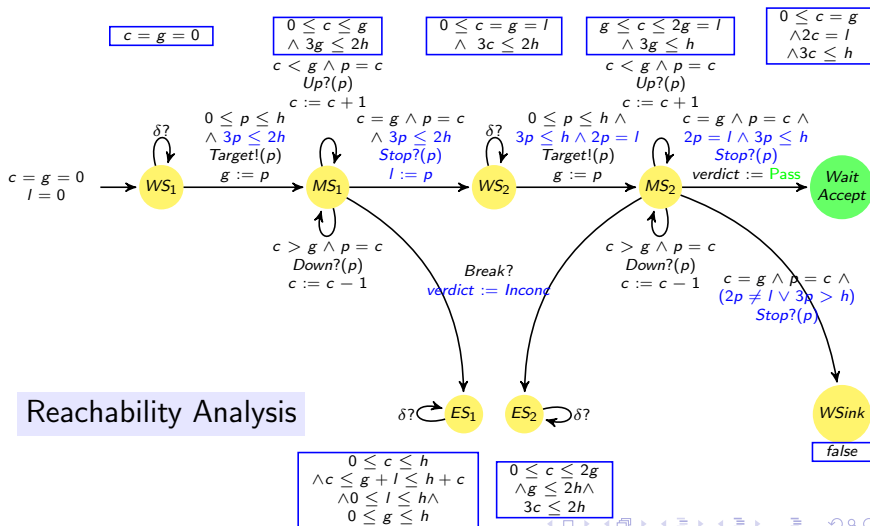 c = g = 0
0 ≤ c ≤ g
∧ 3g ≤ 2h
0 ≤ c = g = l
∧ 3c ≤ 2h
g ≤ c ≤ 2g = l
∧ 3g ≤ h
0 ≤ c = g
∧2c = l
∧3c ≤ h
c < g ∧ p = c
Up?(p)
c := c + 1
c < g ∧ p = c
Up?(p)
c := c + 1
δ?
0 ≤ p ≤ h
∧ 3p ≤ 2h
Target!(p)
g := p
c = g ∧ p = c
∧ 3p ≤ 2h
Stop?(p)
l := p
δ?
0 ≤ p ≤ h ∧
3p ≤ h ∧ 2p = l
Target!(p)
g := p
c = g ∧ p = c ∧
2p = l ∧ 3p ≤ h
Stop?(p)
verdict := Pass
c = g = 0
l = 0
WS₁
MS₁
WS₂
MS₂
Wait
Accept
c > g ∧ p = c
Down?(p)
c := c − 1
Break?
verdict := Inconc
c > g ∧ p = c
Down?(p)
c := c − 1
c = g ∧ p = c ∧
(2p ≠ l ∨ 3p > h)
Stop?(p)
Reachability Analysis
δ?
ES₁
ES₂
δ?
WSink
false
0 ≤ c ≤ h
∧c ≤ g + l ≤ h + c
∧0 ≤ l ≤ h∧
0 ≤ g ≤ h
0 ≤ c ≤ 2g
∧g ≤ 2h∧
3c ≤ 2h